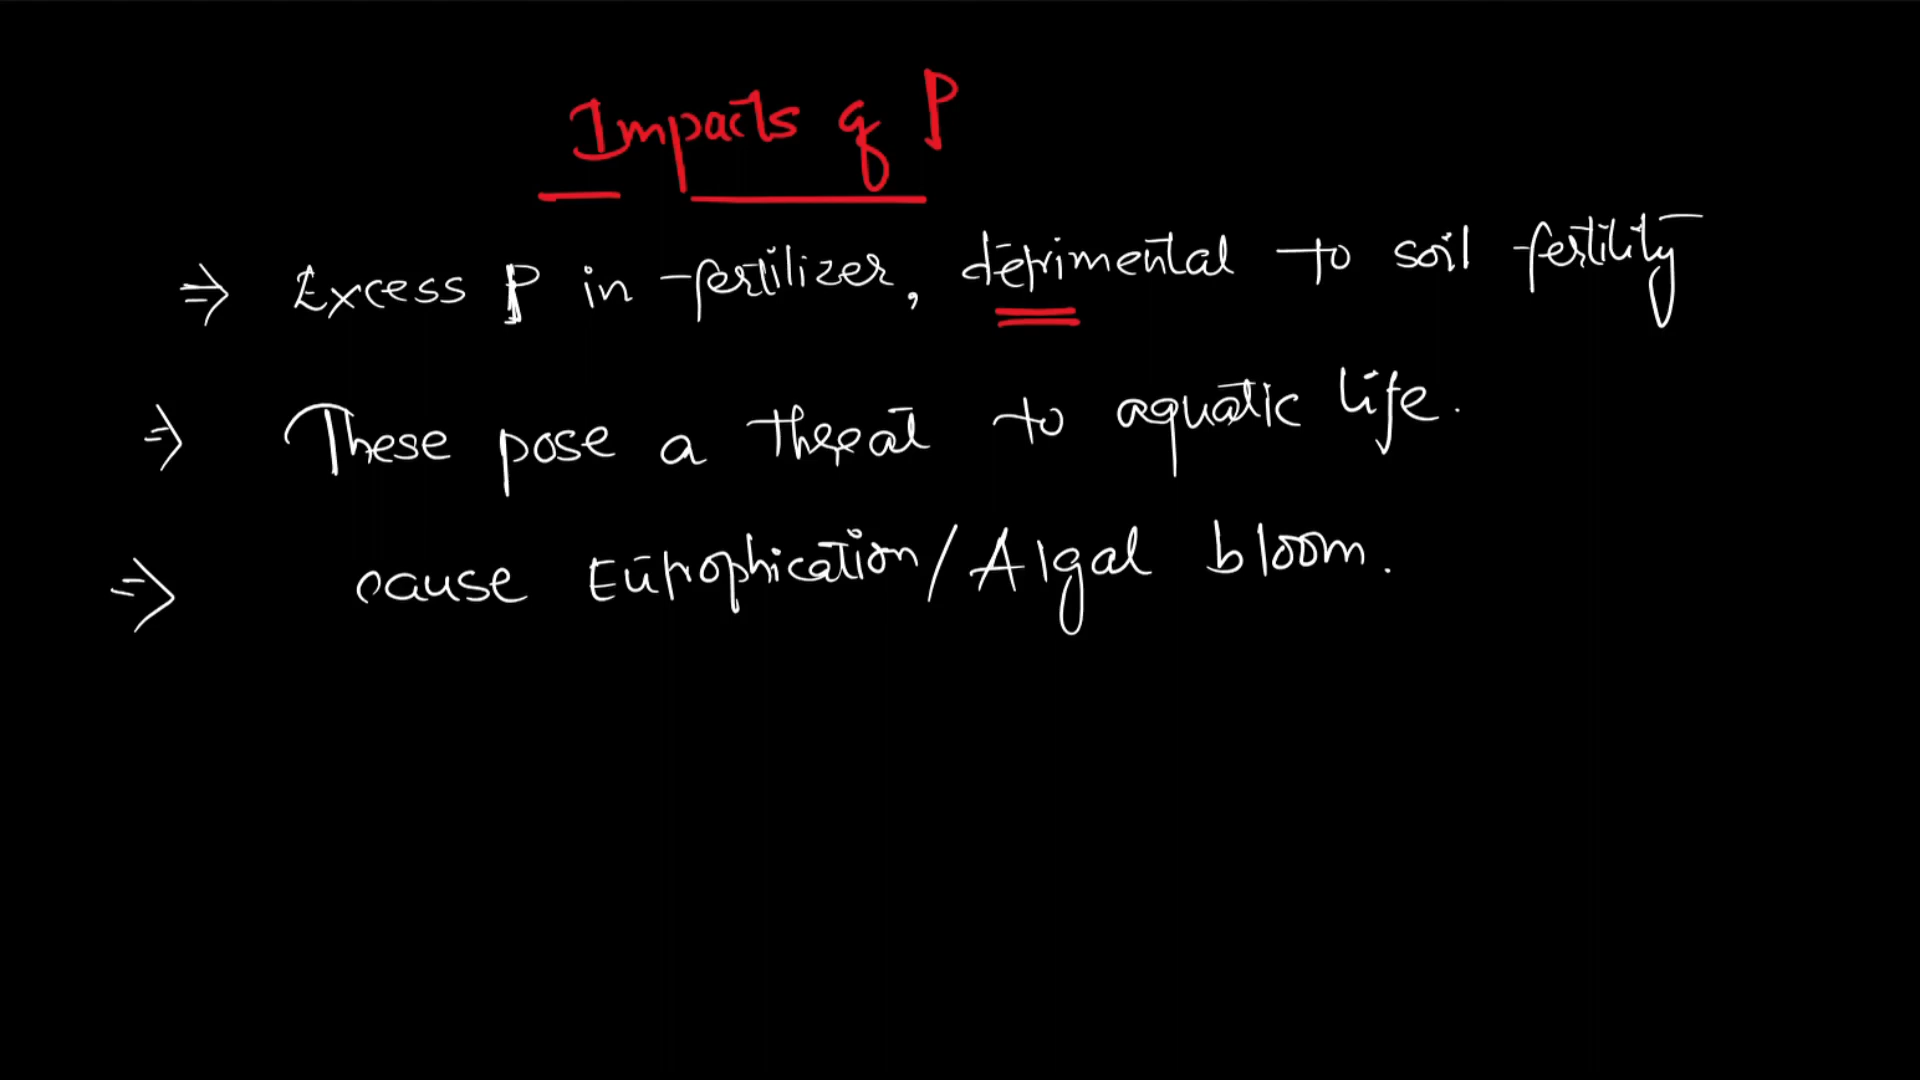 Impacts of P
⇒ Excess P in fertilizer, detrimental to soil fertility
⇒ These pose a threat to aquatic life.
⇒ cause Eutrophication/Algal bloom.